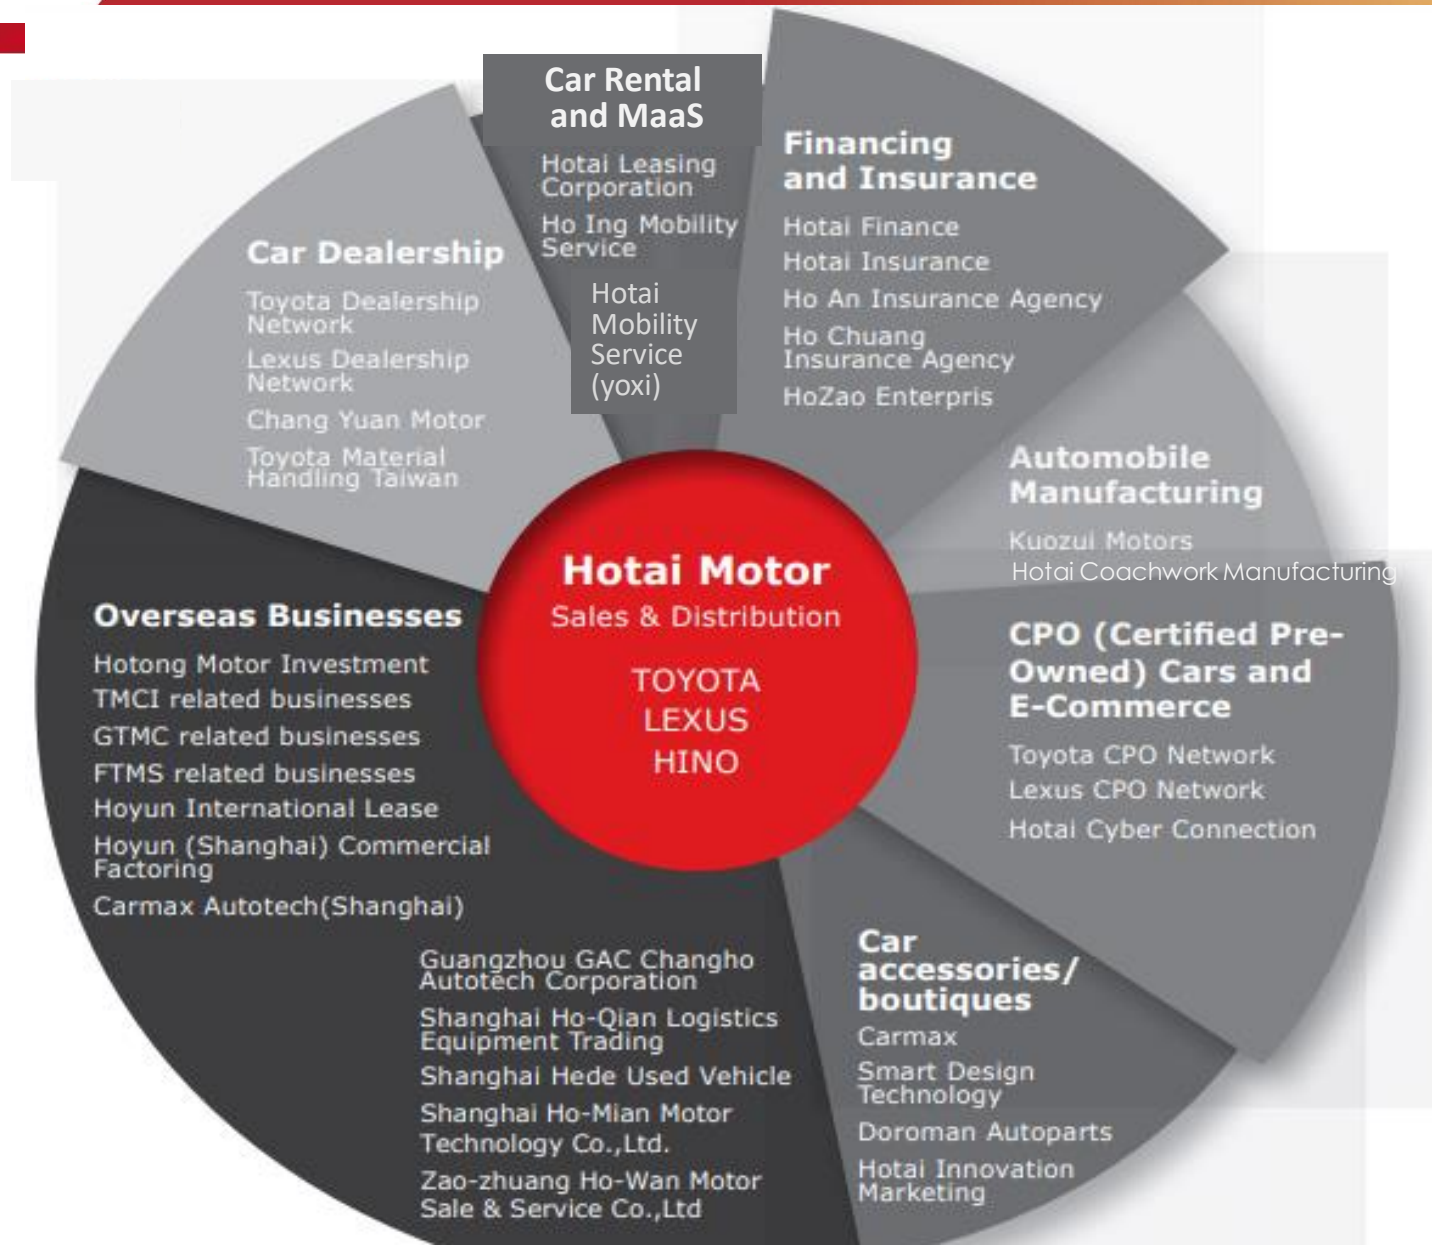 Car Rental
and MaaS
Hotai Leasing
Corporation
Ho Ing Mobility
Service
Hotai
Mobility
Service
(yoxi)
Financing
and Insurance
Hotai Finance
Hotai Insurance
Ho An Insurance Agency
Ho Chuang
Insurance Agency
HoZao Enterpris
Car Dealership
Toyota Dealership
Network
Lexus Dealership
Network
Chang Yuan Motor
Toyota Material
Handling Taiwan
Automobile
Manufacturing
Kuozui Motors
Hotai Coachwork Manufacturing
Hotai Motor
Sales & Distribution
TOYOTA
LEXUS
HINO
Overseas Businesses
Hotong Motor Investment
TMCI related businesses
GTMC related businesses
FTMS related businesses
Hoyun International Lease
Hoyun (Shanghai) Commercial
Factoring
Carmax Autotech(Shanghai)
Guangzhou GAC Changho
Autotech Corporation
Shanghai Ho-Qian Logistics
Equipment Trading
Shanghai Hede Used Vehicle
Shanghai Ho-Mian Motor
Technology Co.,Ltd.
Zao-zhuang Ho-Wan Motor
Sale & Service Co.,Ltd
CPO (Certified Pre-
Owned) Cars and
E-Commerce
Toyota CPO Network
Lexus CPO Network
Hotai Cyber Connection
Car
accessories/
boutiques
Carmax
Smart Design
Technology
Doroman Autoparts
Hotai Innovation
Marketing